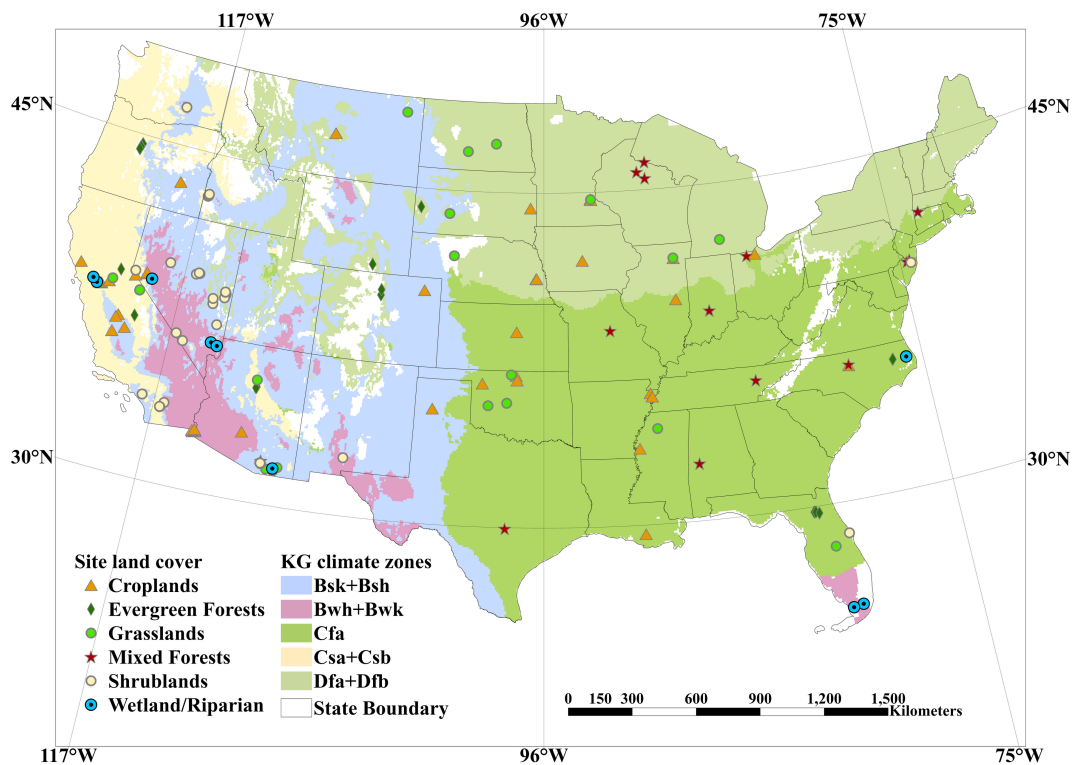 117°W 96°W 75°W
45°N 45°N
30°N 30°N
Site land cover
Croplands
Evergreen Forests
Grasslands
Mixed Forests
Shrublands
Wetland/Riparian
KG climate zones
Bsk+Bsh
Bwh+Bwk
Cfa
Csa+Csb
Dfa+Dfb
State Boundary
0 150 300 600 900 1,200 1,500
Kilometers
117°W 96°W 75°W